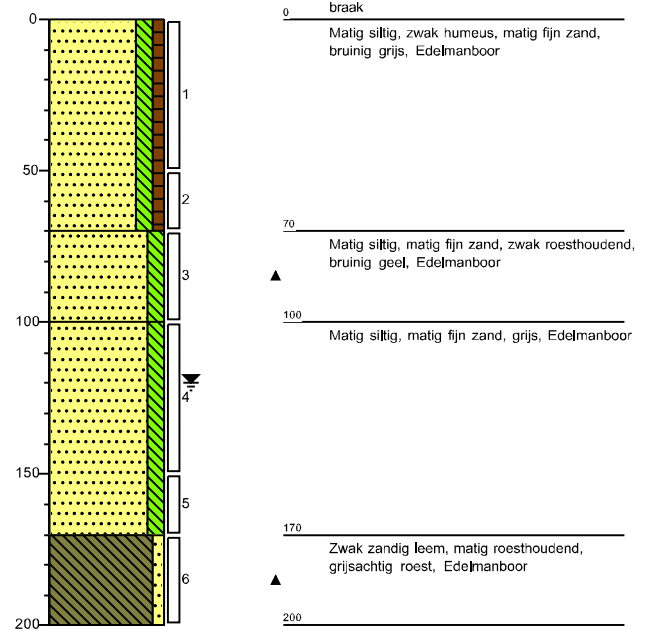 braak
0
0
Matig siltig, zwak humeus, matig fijn zand,
bruinig grijs, Edelmanboor
1
50
2
70
Matig siltig, matig fijn zand, zwak roesthoudend,
bruinig geel, Edelmanboor
3
100
100
Matig siltig, matig fijn zand, grijs, Edelmanboor
4
150
5
170
Zwak zandig leem, matig roesthoudend,
grijsachtig roest, Edelmanboor
6
200
200